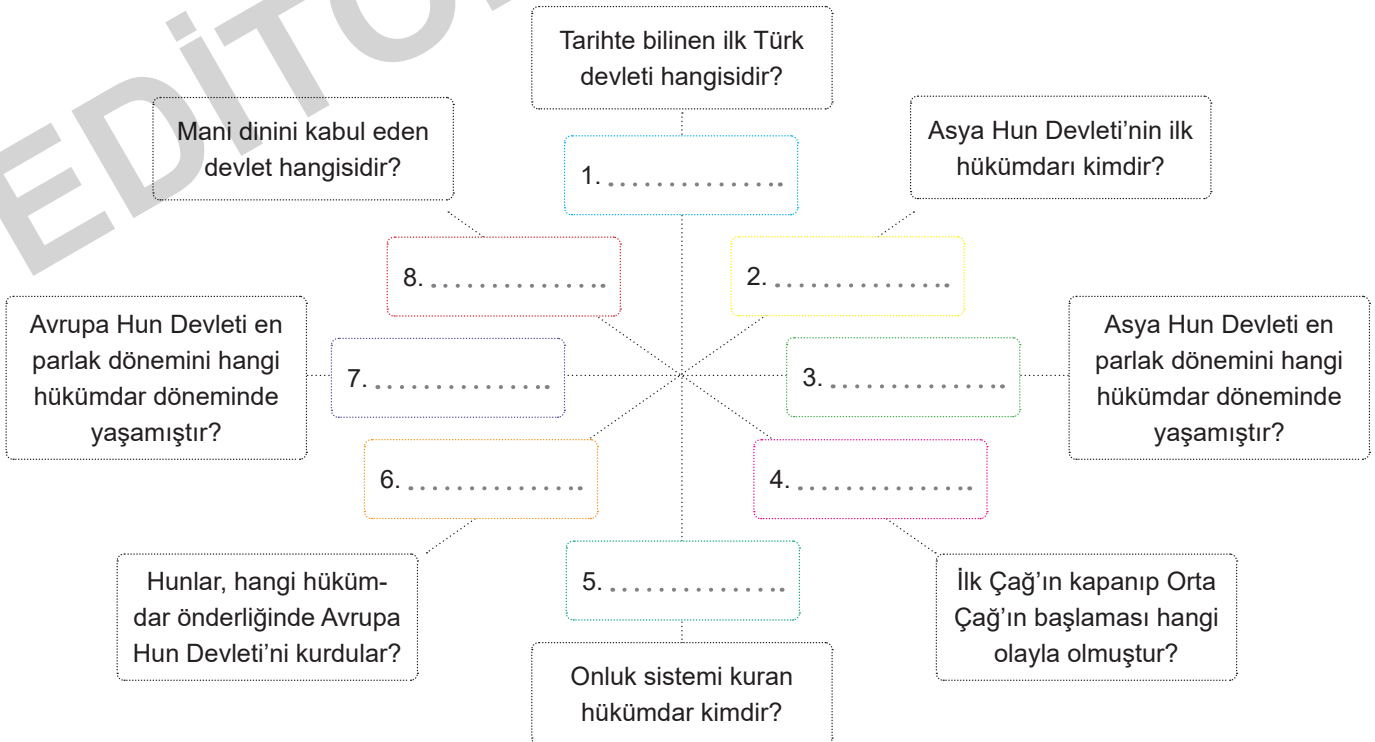 EDİTO
Tarihte bilinen ilk Türk
devleti hangisidir?
1. ...............
Asya Hun Devleti’nin ilk
hükümdarı kimdir?
2. ...............
Asya Hun Devleti en
parlak dönemini hangi
hükümdar döneminde
yaşamıştır?
3. ...............
İlk Çağ’ın kapanıp Orta
Çağ’ın başlaması hangi
olayla olmuştur?
4. ...............
Onluk sistemi kuran
hükümdar kimdir?
5. ...............
Hunlar, hangi hüküm-
dar önderliğinde Avrupa
Hun Devleti’ni kurdular?
6. ...............
Avrupa Hun Devleti en
parlak dönemini hangi
hükümdar döneminde
yaşamıştır?
7. ...............
Mani dinini kabul eden
devlet hangisidir?
8. ...............